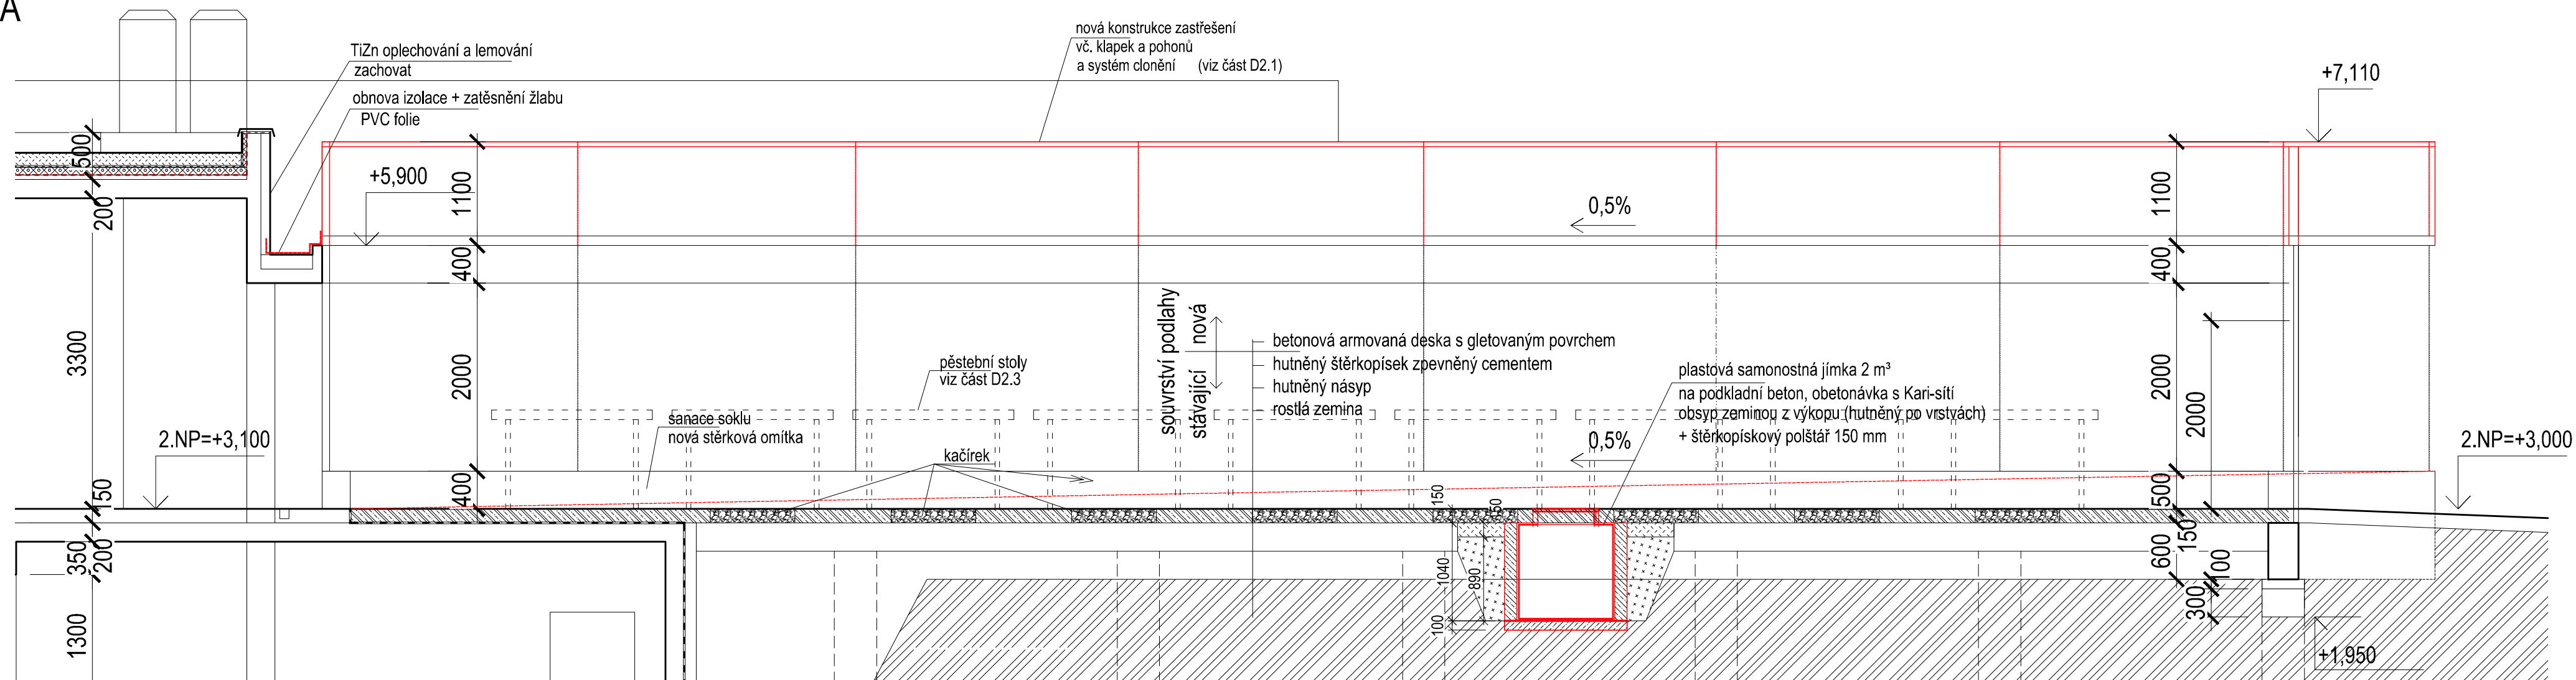 A
TiZn oplechování a lemování
zachovat
obnova izolace + zatěsnění žlabu
PVC folie
nová konstrukce zastřešení
vč. klapek a pohonů
a systém clonění (viz část D2.1)
+7,110
500
200
+5,900
1100
0,5%
1100
400
400
3300
2000
souvrství podlahy
stávající nová
betonová armovaná deska s gletovaným povrchem
hutněný štěrkopísek zpevněný cementem
hutněný násyp
rostlá zemina
pěstební stoly
viz část D2.3
plastová samonostná jímka 2 m³
na podkladní beton, obetonávka s Kari-sítí
obsyp zeminou z výkopu (hutněný po vrstvách)
+ štěrkopískový polštář 150 mm
2000
2000
sanace soklu
nová stěrková omítka
2.NP=+3,100
kačírek
0,5%
2.NP=+3,000
150
400
150
150
500
150
350
200
1040
890
600
100
1300
100
300
+1,950